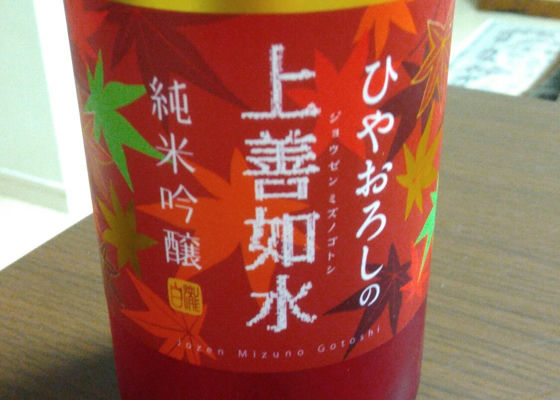 ひやおろしの
上善如水
ジョウゼンミズノゴトシ
純米吟醸
白瀧
Jozen Mizuno Gotoshi